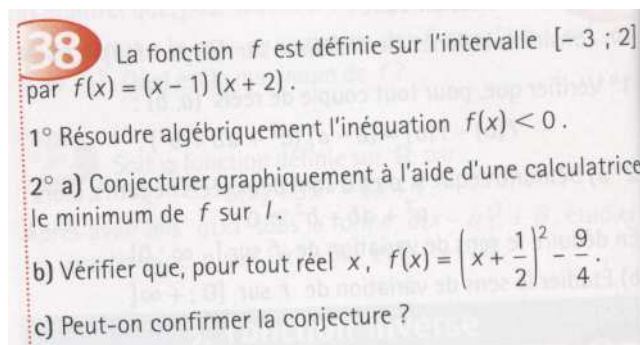 38 La fonction f est définie sur l'intervalle [– 3 ; 2]
par f(x) = (x – 1) (x + 2).
1° Résoudre algébriquement l'inéquation f(x) < 0.
2° a) Conjecturer graphiquement à l'aide d'une calculatrice
le minimum de f sur I.
b) Vérifier que, pour tout réel x, f(x) = (x + 1/2)² – 9/4.
c) Peut-on confirmer la conjecture ?